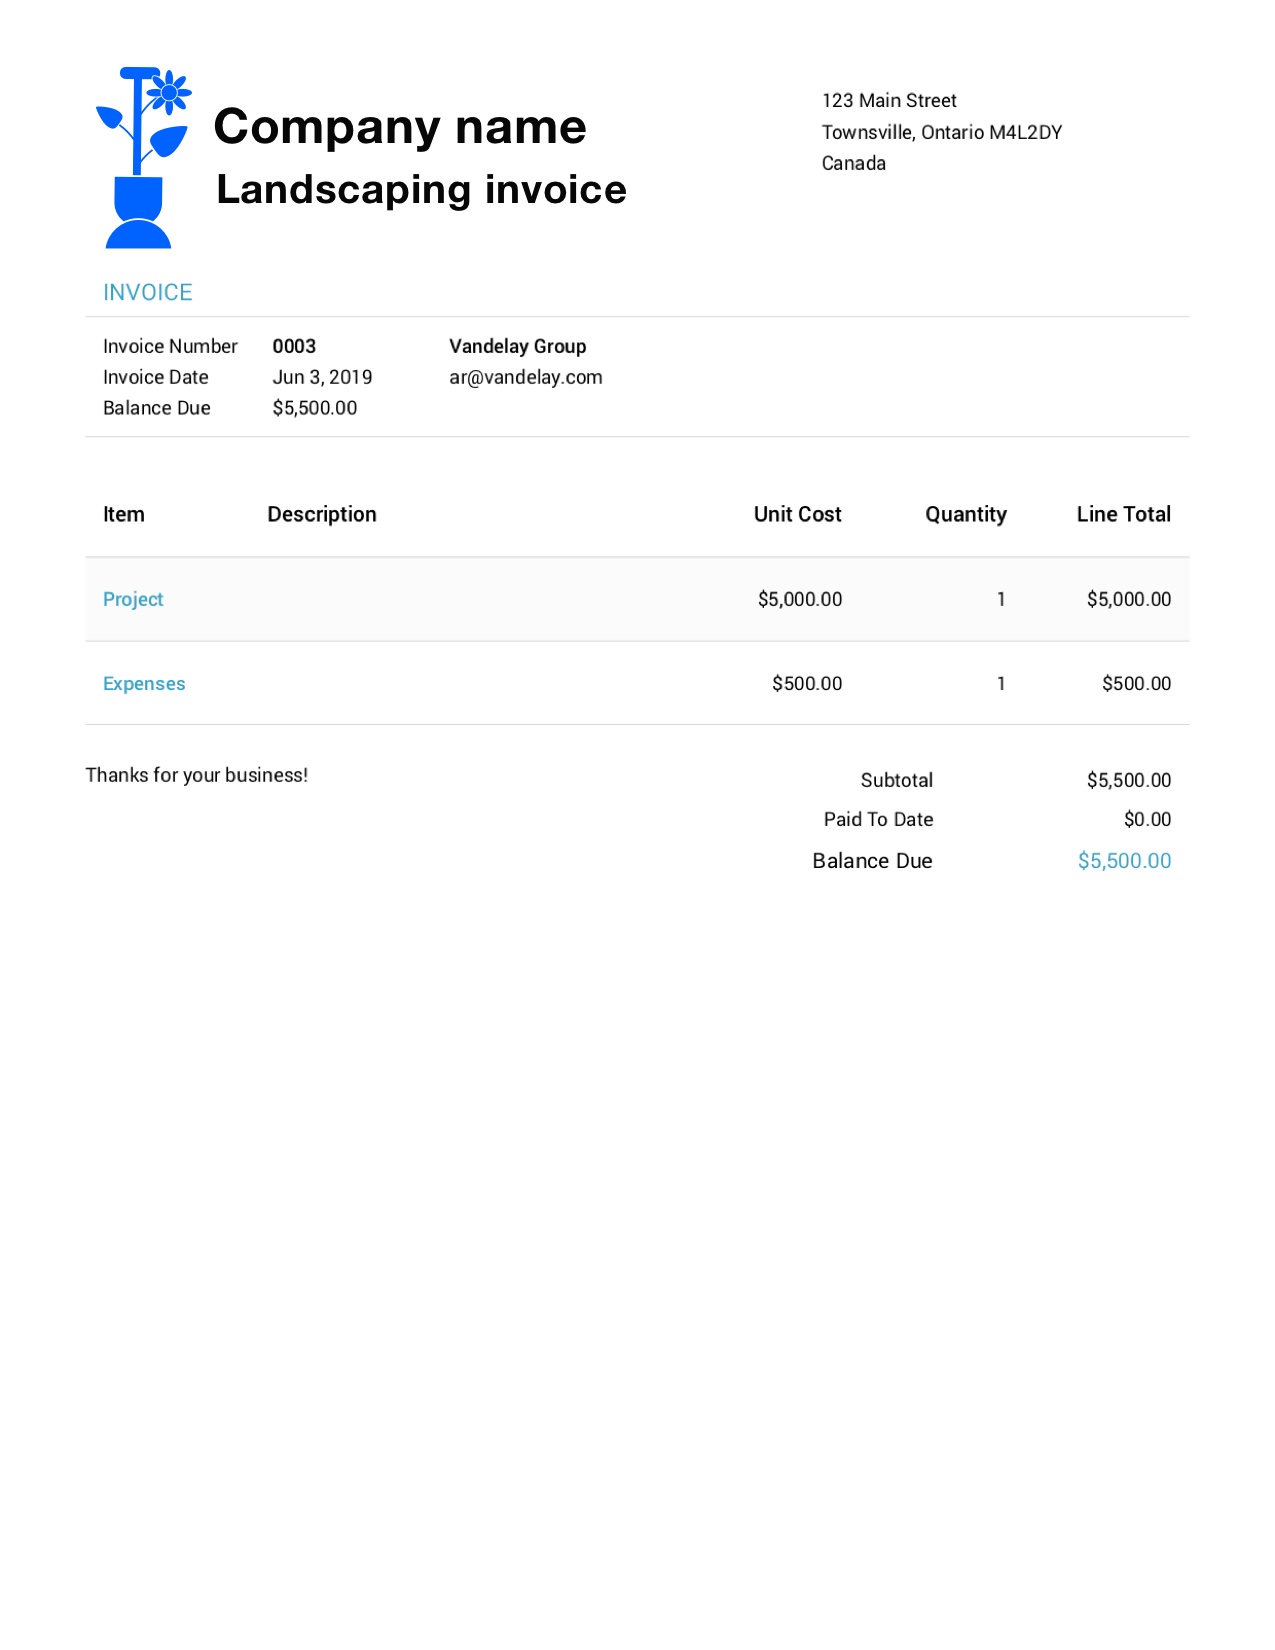 Company name
Landscaping invoice
123 Main Street
Townsville, Ontario M4L2DY
Canada
INVOICE
Invoice Number 0003 Vandelay Group
Invoice Date Jun 3, 2019 ar@vandelay.com
Balance Due $5,500.00
Item Description Unit Cost Quantity Line Total
Project $5,000.00 1 $5,000.00
Expenses $500.00 1 $500.00
Thanks for your business!
Subtotal $5,500.00
Paid To Date $0.00
Balance Due $5,500.00